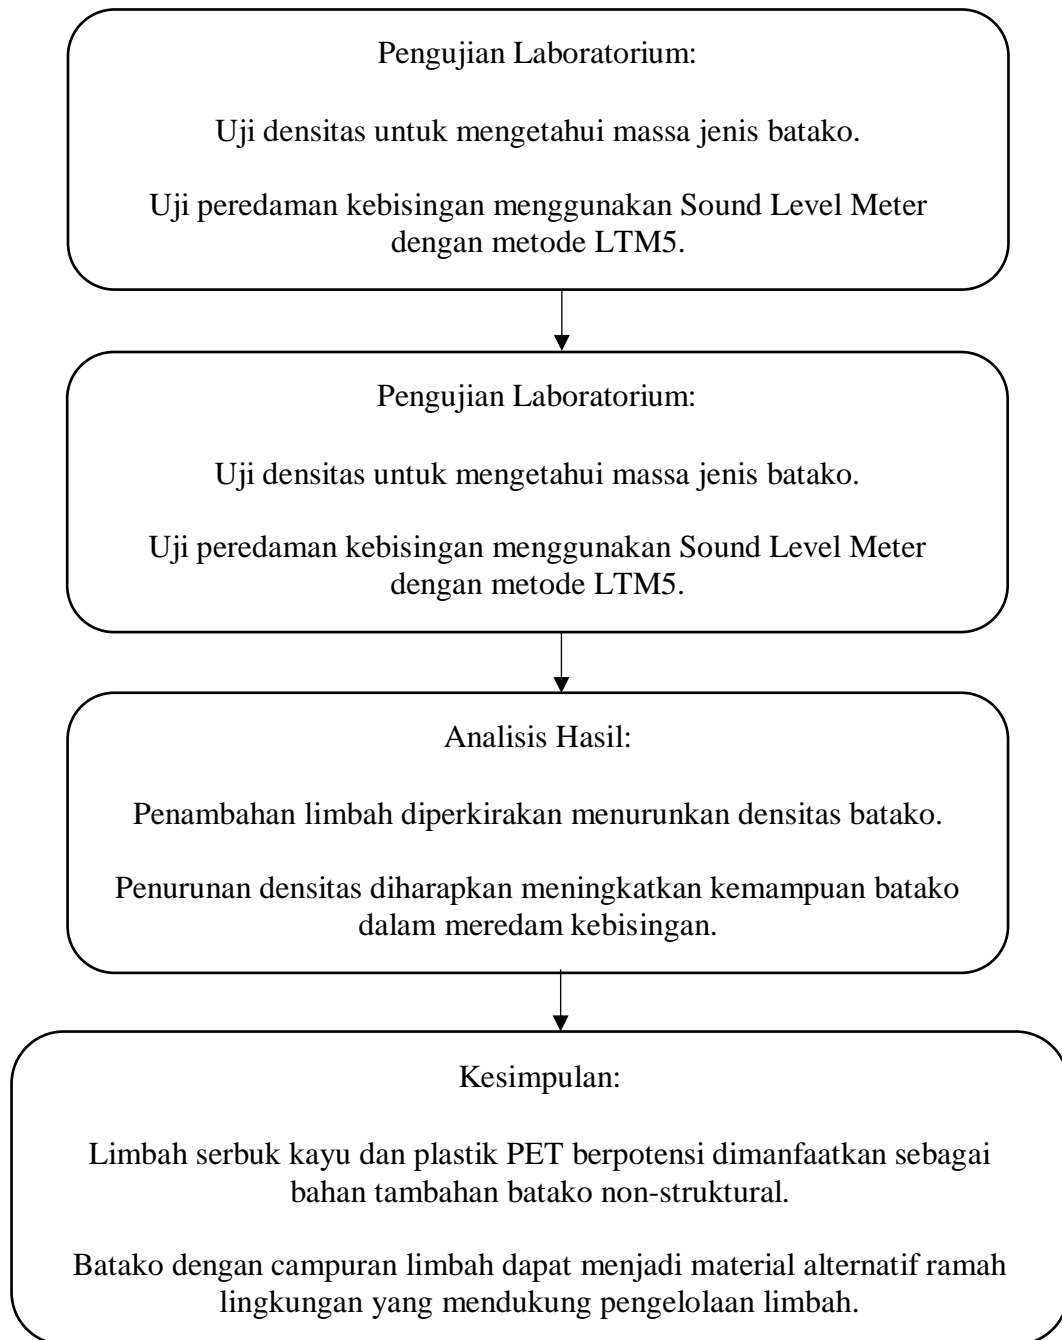 Pengujian Laboratorium:
Uji densitas untuk mengetahui massa jenis batako.
Uji peredaman kebisingan menggunakan Sound Level Meter
dengan metode LTM5.
Pengujian Laboratorium:
Uji densitas untuk mengetahui massa jenis batako.
Uji peredaman kebisingan menggunakan Sound Level Meter
dengan metode LTM5.
Analisis Hasil:
Penambahan limbah diperkirakan menurunkan densitas batako.
Penurunan densitas diharapkan meningkatkan kemampuan batako
dalam meredam kebisingan.
Kesimpulan:
Limbah serbuk kayu dan plastik PET berpotensi dimanfaatkan sebagai
bahan tambahan batako non-struktural.
Batako dengan campuran limbah dapat menjadi material alternatif ramah
lingkungan yang mendukung pengelolaan limbah.